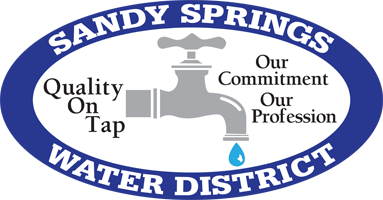 SANDY SPRINGS
Quality
On
Tap
Our
Commitment
Our
Profession
WATER DISTRICT